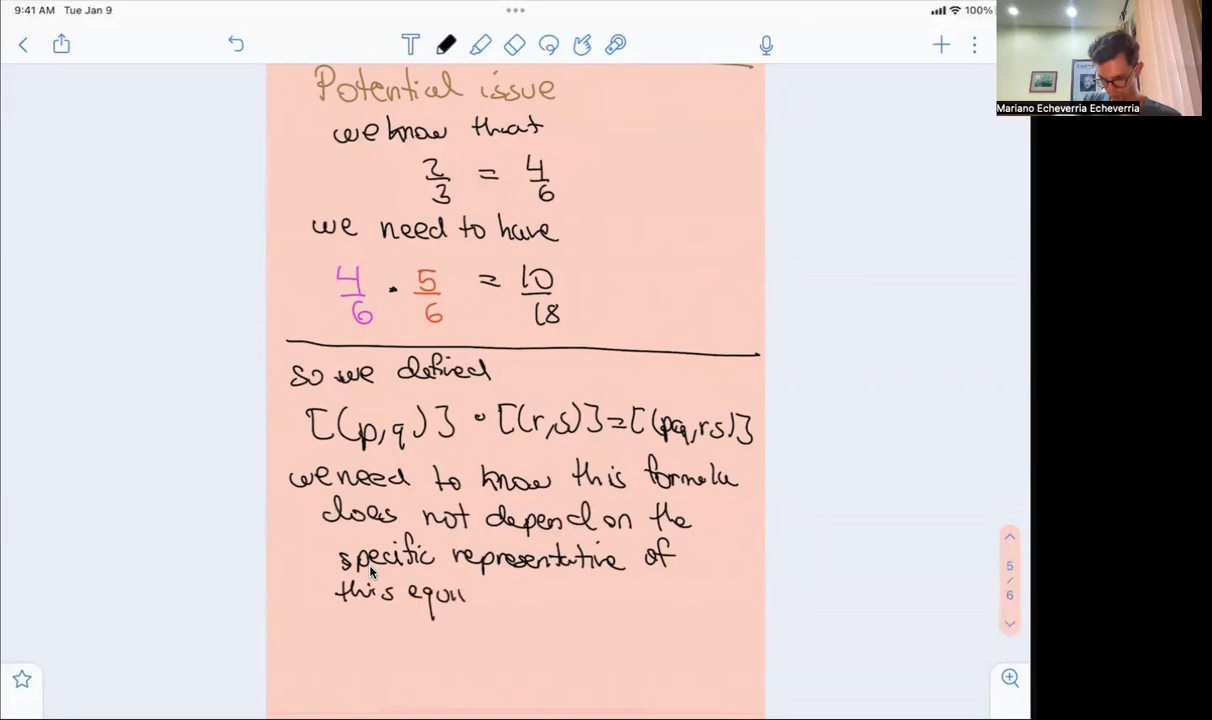 9:41 AM Tue Jan 9
100%
Mariano Echeverria Echeverria
Potential issue
we know that
2/3 = 4/6
we need to have
4/6 · 5/6 = 10/18
so we defined
[(p,q)] · [(r,s)] = [(pq,rs)]
we need to know this formula
does not depend on the
specific representative of
this equi
5
/
6